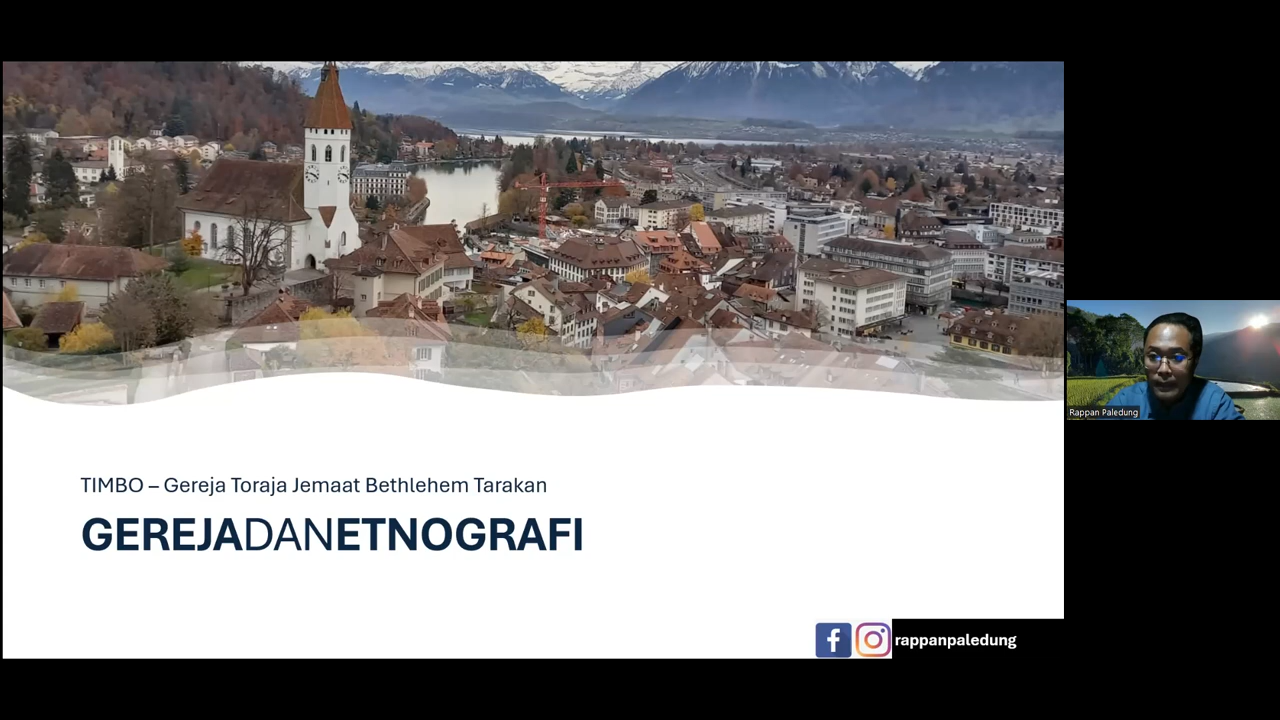 TIMBO – Gereja Toraja Jemaat Bethlehem Tarakan
GEREJADANETNOGRAFI
rappanpaledung
Rappan Paledung